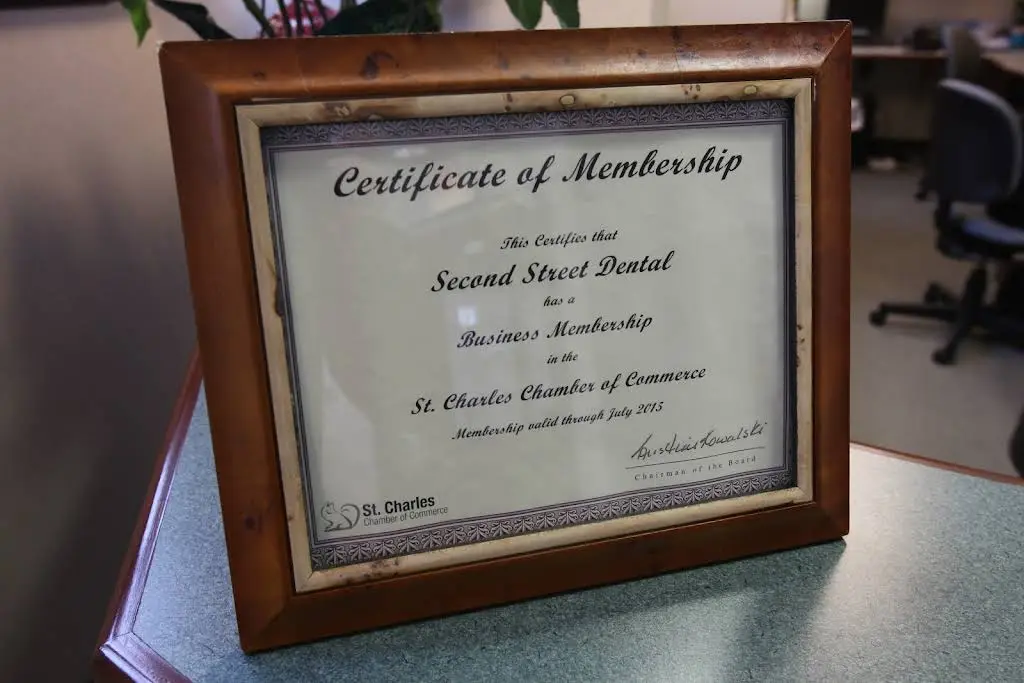 Certificate of Membership
This Certifies that
Second Street Dental
has a
Business Membership
in the
St. Charles Chamber of Commerce
Membership valid through July 2015
Kowalski
Chairman of the Board
St. Charles
Chamber of Commerce